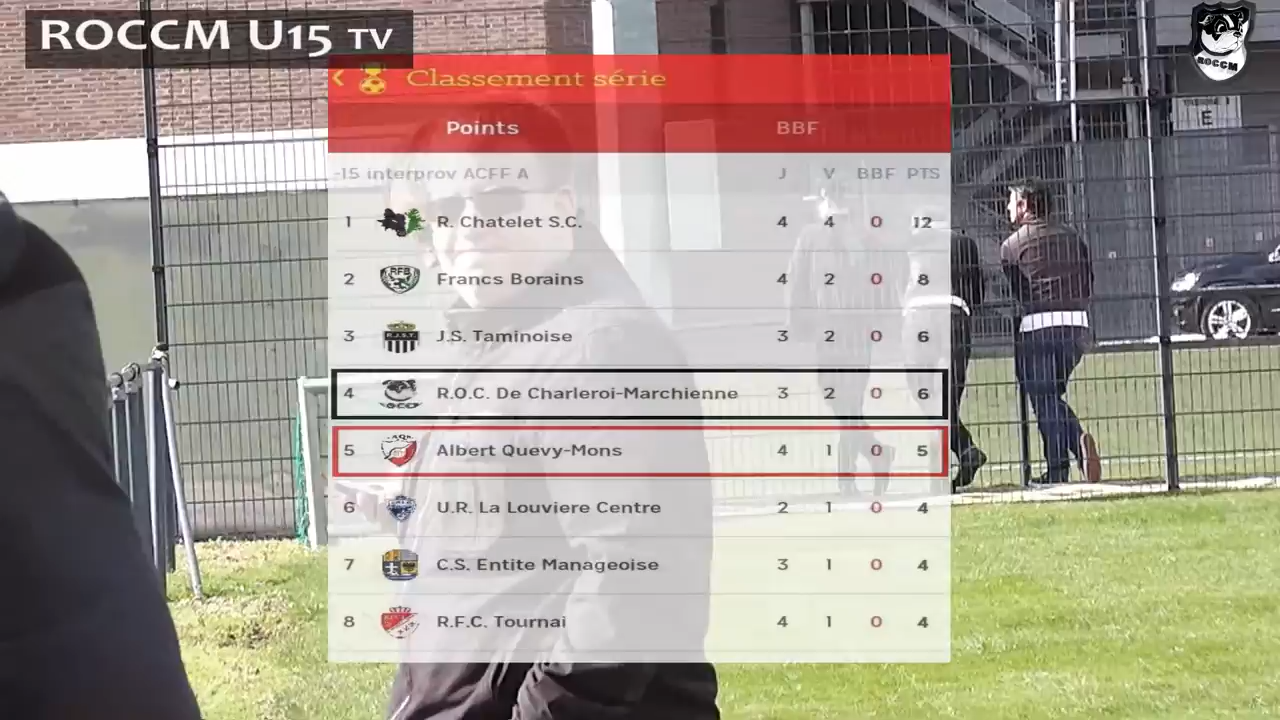 ROCCM U15 TV
ROCCM
E
Classement série
Points BBF
-15 interprov ACFF A J V BBF PTS
1 R. Chatelet S.C. 4 4 0 12
2 RFB Francs Borains 4 2 0 8
3 J.S. Taminoise 3 2 0 6
4 R.O.C. De Charleroi-Marchienne 3 2 0 6
5 Albert Quevy-Mons 4 1 0 5
6 U.R. La Louviere Centre 2 1 0 4
7 C.S. Entite Manageoise 3 1 0 4
8 R.F.C. Tournai 4 1 0 4